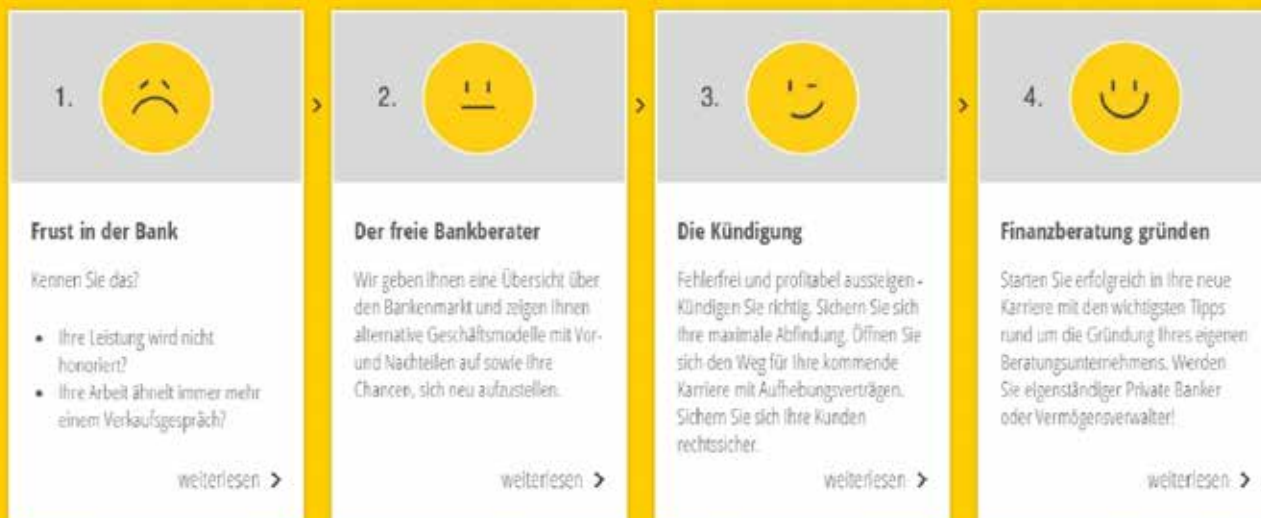 1.
Frust in der Bank
Kennen Sie das?
• Ihre Leistung wird nicht
honoriert?
• Ihre Arbeit ähnelt immer mehr
einem Verkaufsgespräch?
weiterlesen >
2.
Der freie Bankberater
Wir geben Ihnen eine Übersicht über
den Bankenmarkt und zeigen Ihnen
alternative Geschäftsmodelle mit Vor-
und Nachteilen auf sowie Ihre
Chancen, sich neu aufzustellen.
weiterlesen >
3.
Die Kündigung
Fehlerfrei und profitabel aussteigen -
Kündigen Sie richtig. Sichern Sie sich
Ihre maximale Abfindung. Öffnen Sie
sich den Weg für Ihre kommende
Karriere mit Aufhebungsverträgen.
Sichern Sie sich Ihre Kunden
rechtssicher.
weiterlesen >
4.
Finanzberatung gründen
Starten Sie erfolgreich in Ihre neue
Karriere mit den wichtigsten Tipps
rund um die Gründung Ihres eigenen
Beratungsunternehmens. Werden
Sie eigenständiger Private Banker
oder Vermögensverwalter!
weiterlesen >